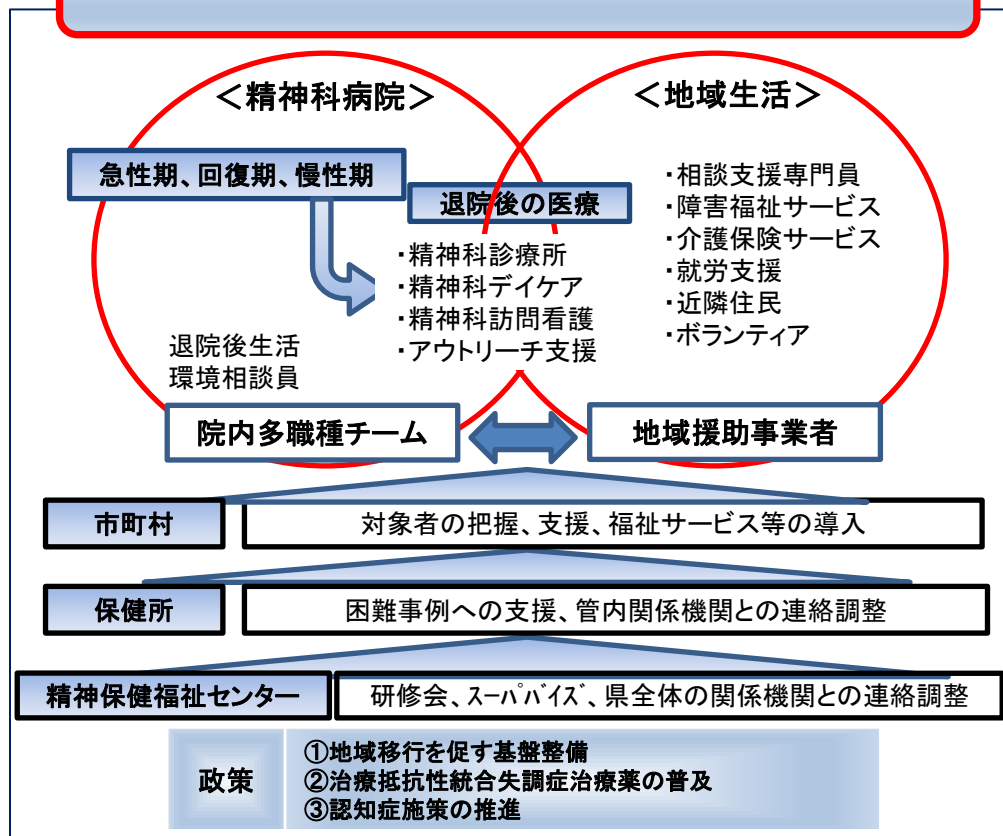 ＜精神科病院＞
＜地域生活＞
急性期、回復期、慢性期
退院後の医療
・精神科診療所
・精神科デイケア
・精神科訪問看護
・アウトリーチ支援
・相談支援専門員
・障害福祉サービス
・介護保険サービス
・就労支援
・近隣住民
・ボランティア
退院後生活
環境相談員
院内多職種チーム
地域援助事業者
市町村
対象者の把握、支援、福祉サービス等の導入
保健所
困難事例への支援、管内関係機関との連絡調整
精神保健福祉センター
研修会、ｽｰﾊﾟﾊﾞｲｽﾞ、県全体の関係機関との連絡調整
政策
①地域移行を促す基盤整備
②治療抵抗性統合失調症治療薬の普及
③認知症施策の推進